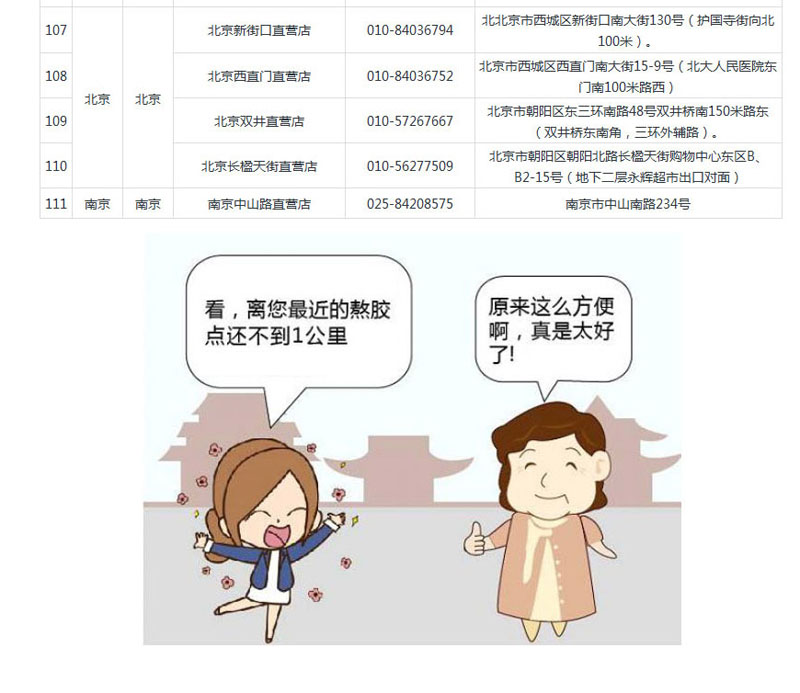 107 北京 北京 北京新街口直营店 010-84036794 北北京市西城区新街口南大街130号（护国寺街向北
100米）。
108 北京西直门直营店 010-84036752 北京市西城区西直门南大街15-9号（北大人民医院东
门南100米路西）
109 北京双井直营店 010-57267667 北京市朝阳区东三环南路48号双井桥南150米路东
（双井桥东南角，三环外辅路）。
110 北京长楹天街直营店 010-56277509 北京市朝阳区朝阳北路长楹天街购物中心东区B、
B2-15号（地下二层永辉超市出口对面）
111 南京 南京 南京中山路直营店 025-84208575 南京市中山南路234号
看，离您最近的熬胶
点还不到1公里
原来这么方便
啊，真是太好
了!